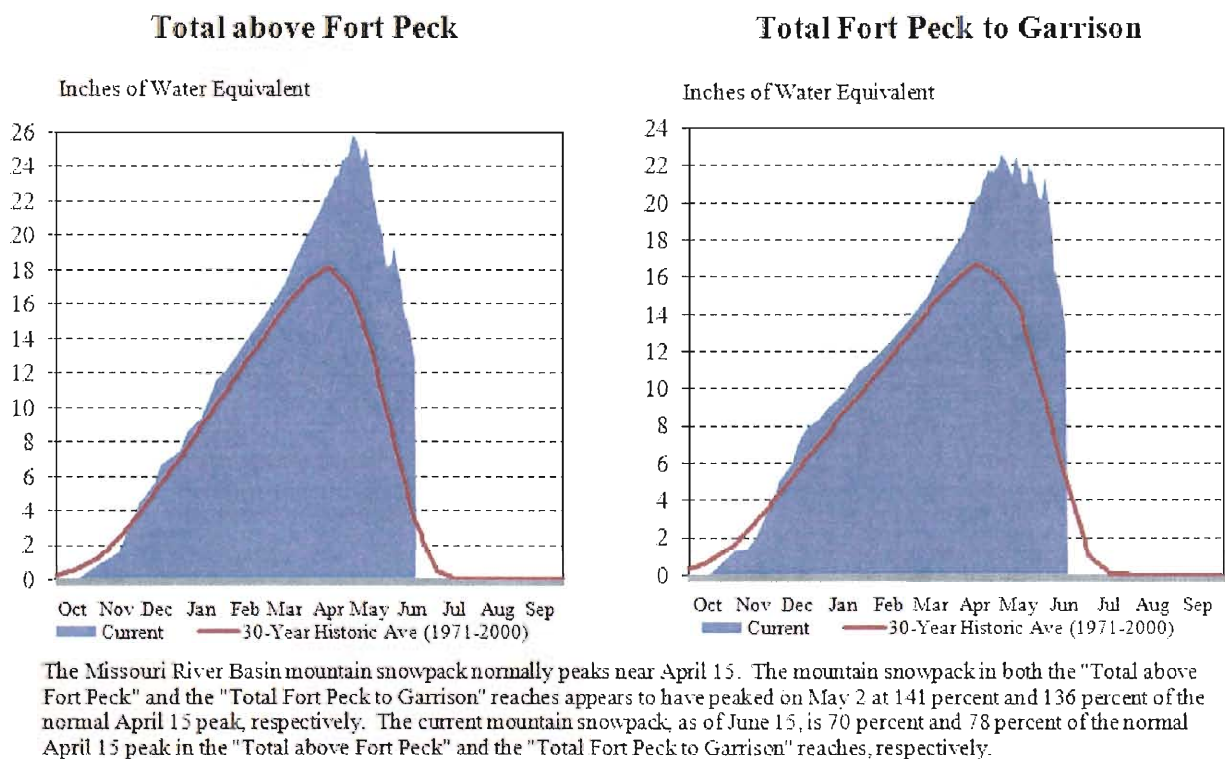 Total above Fort Peck
Inches of Water Equivalent
26
24
22
20
18
16
14
12
10
8
6
4
2
0
Oct Nov Dec Jan Feb Mar Apr May Jun Jul Aug Sep
Current 30-Year Historic Ave (1971-2000)
Total Fort Peck to Garrison
Inches of Water Equivalent
24
22
20
18
16
14
12
10
8
6
4
2
0
Oct Nov Dec Jan Feb Mar Apr May Jun Jul Aug Sep
Current 30-Year Historic Ave (1971-2000)
The Missouri River Basin mountain snowpack normally peaks near April 15. The mountain snowpack in both the "Total above
Fort Peck" and the "Total Fort Peck to Garrison" reaches appears to have peaked on May 2 at 141 percent and 136 percent of the
normal April 15 peak, respectively. The current mountain snowpack, as of June 15, is 70 percent and 78 percent of the normal
April 15 peak in the "Total above Fort Peck" and the "Total Fort Peck to Garrison" reaches, respectively.